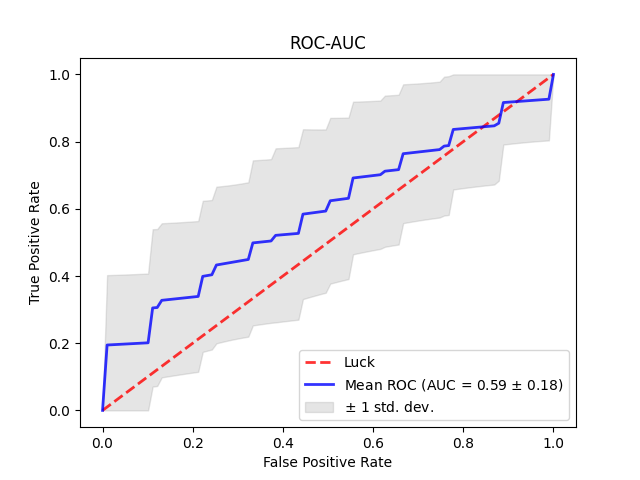 ROC-AUC
True Positive Rate
1.0
0.8
0.6
0.4
0.2
0.0
Luck
Mean ROC (AUC = 0.59 ± 0.18)
± 1 std. dev.
0.0 0.2 0.4 0.6 0.8 1.0
False Positive Rate